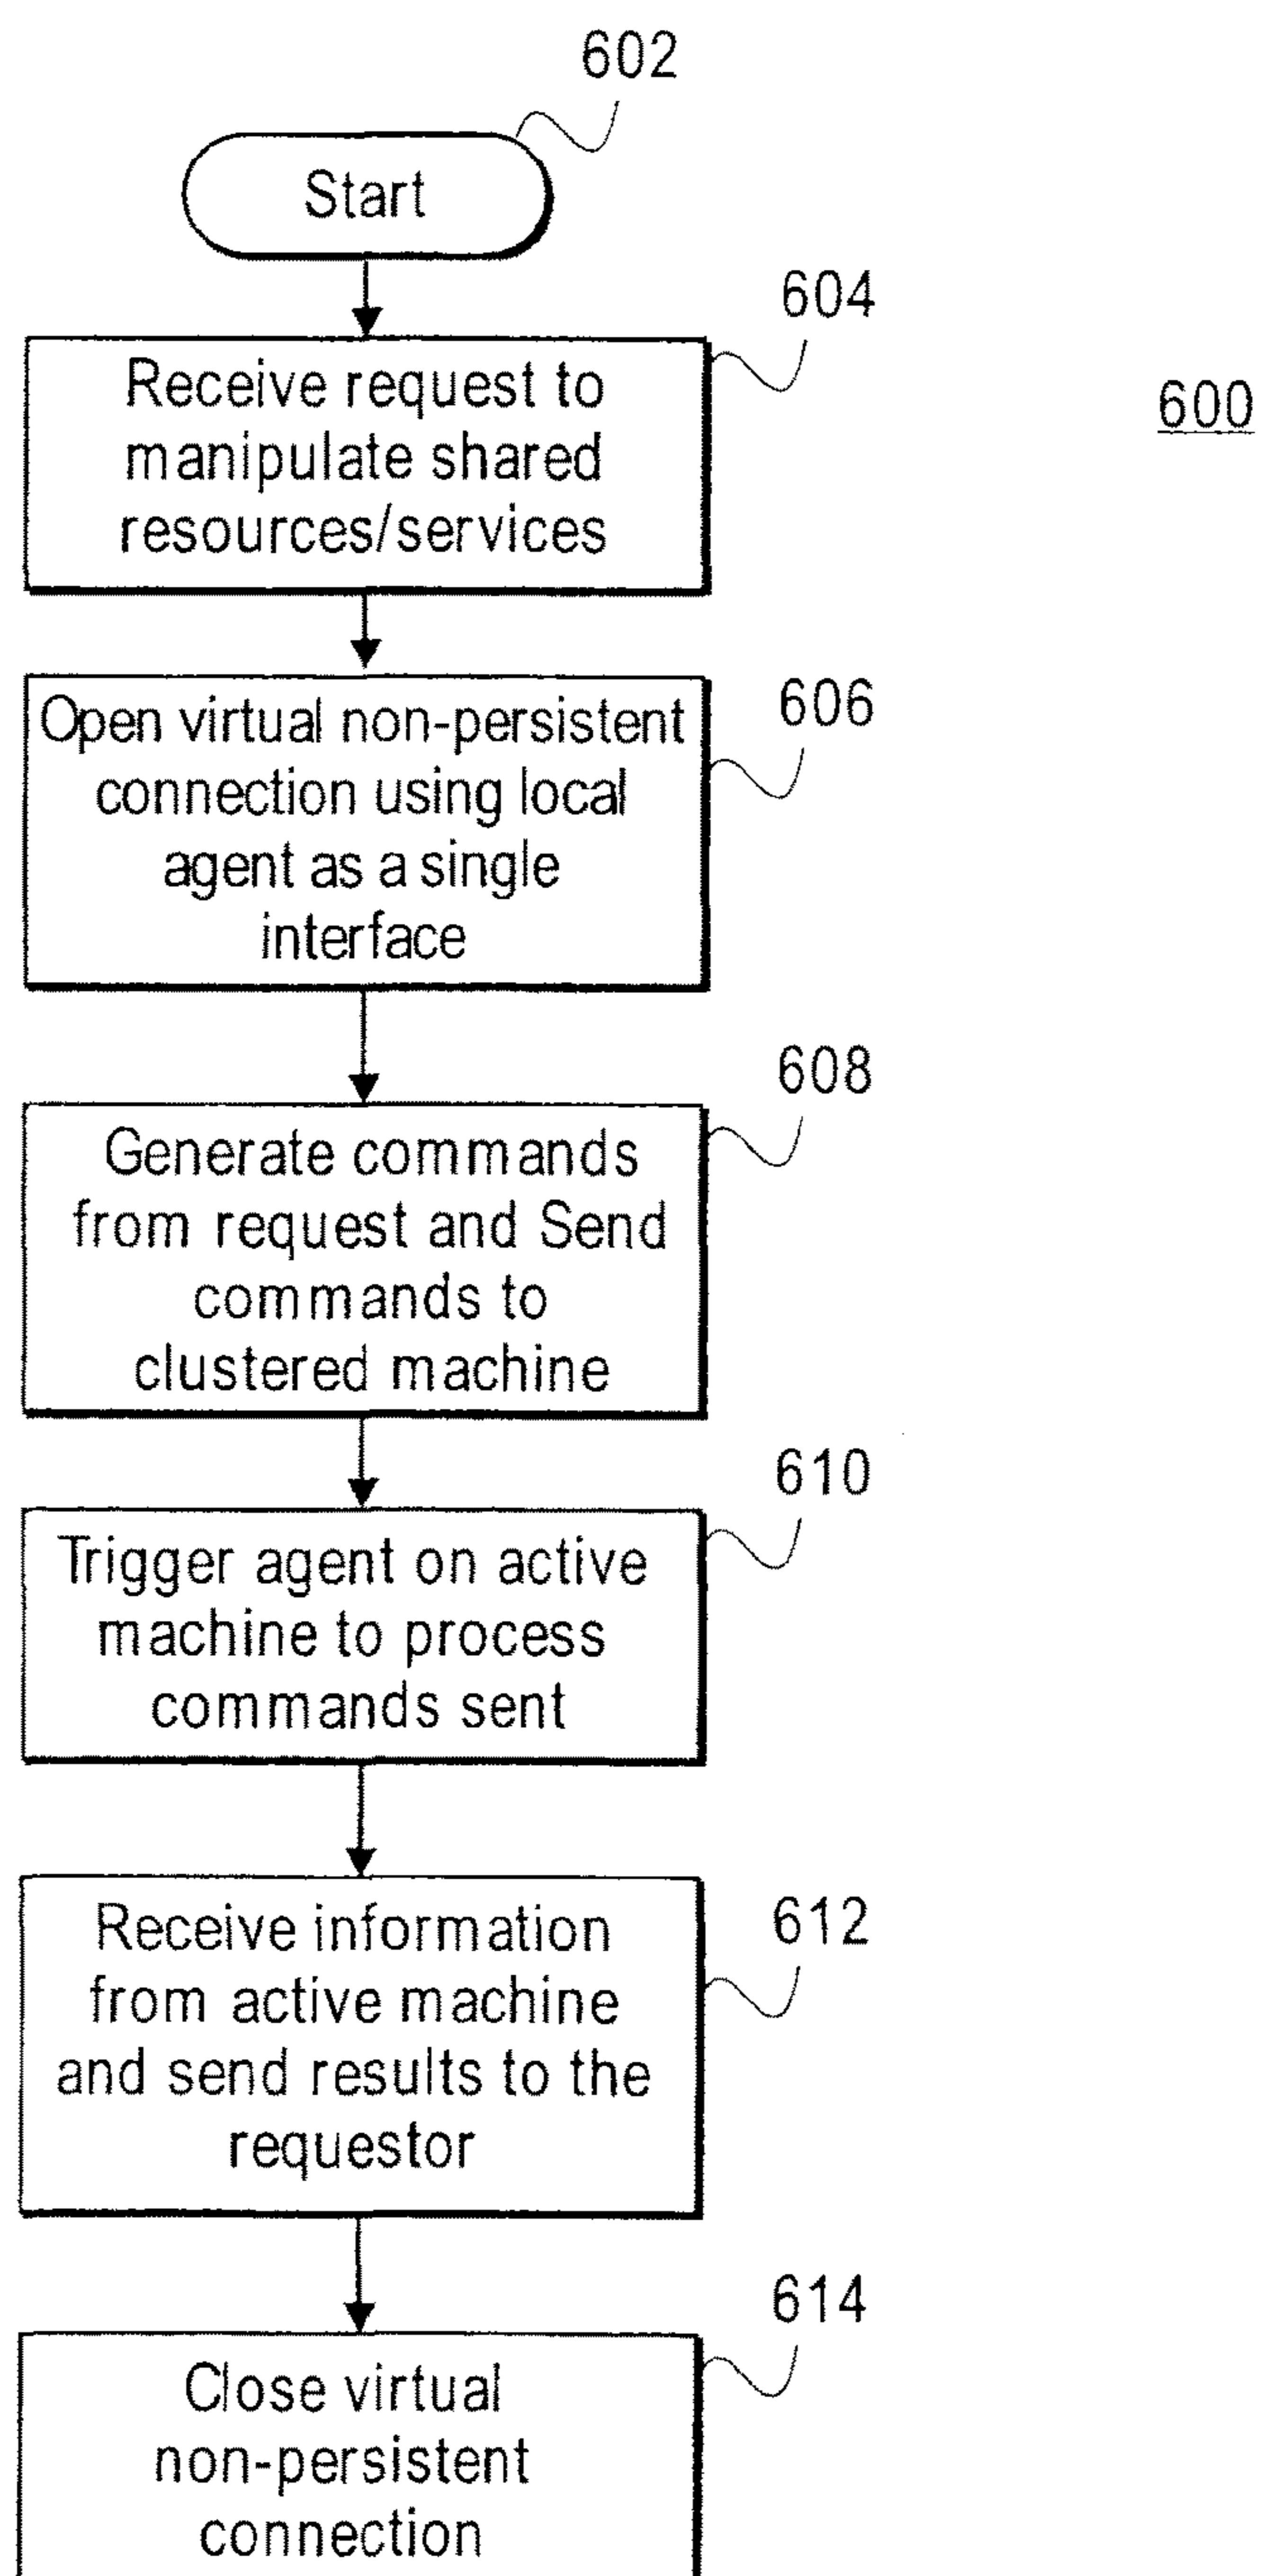 602
Start
604
600
Receive request to
manipulate shared
resources/services
606
Open virtual non-persistent
connection using local
agent as a single
interface
608
Generate commands
from request and Send
commands to
clustered machine
610
Trigger agent on active
machine to process
commands sent
612
Receive information
from active machine
and send results to the
requestor
614
Close virtual
non-persistent
connection